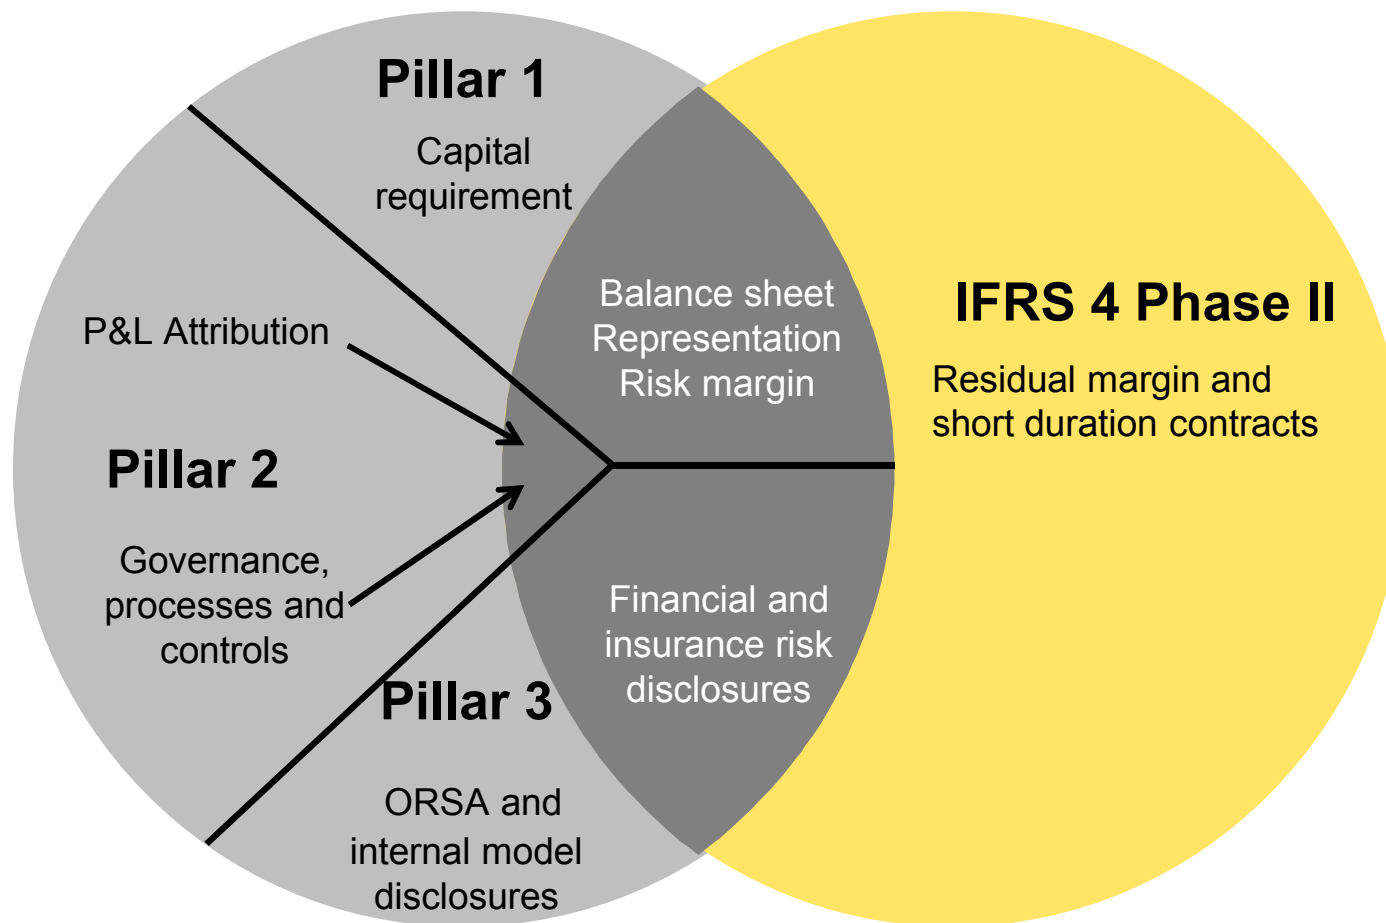 Pillar 1
Capital
requirement
P&L Attribution
Pillar 2
Governance,
processes and
controls
Pillar 3
ORSA and
internal model
disclosures
Balance sheet
Representation
Risk margin
Financial and
insurance risk
disclosures
IFRS 4 Phase II
Residual margin and
short duration contracts